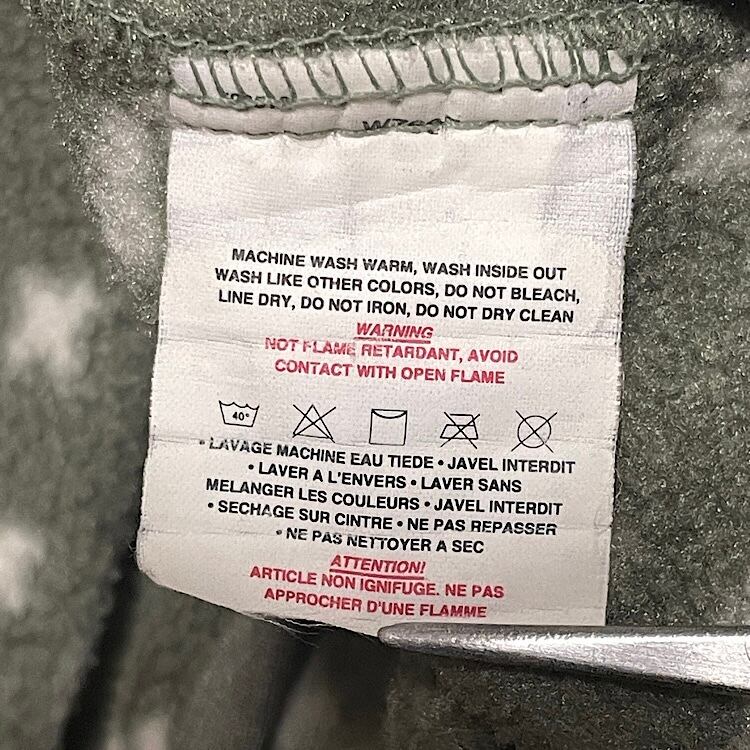 MACHINE WASH WARM, WASH INSIDE OUT
WASH LIKE OTHER COLORS, DO NOT BLEACH,
LINE DRY, DO NOT IRON, DO NOT DRY CLEAN
WARNING
NOT FLAME RETARDANT, AVOID
CONTACT WITH OPEN FLAME
40°
• LAVAGE MACHINE EAU TIEDE • JAVEL INTERDIT
• LAVER A L'ENVERS • LAVER SANS
MELANGER LES COULEURS • JAVEL INTERDIT
• SECHAGE SUR CINTRE • NE PAS REPASSER
• NE PAS NETTOYER A SEC
ATTENTION!
ARTICLE NON IGNIFUGE. NE PAS
APPROCHER D'UNE FLAMME